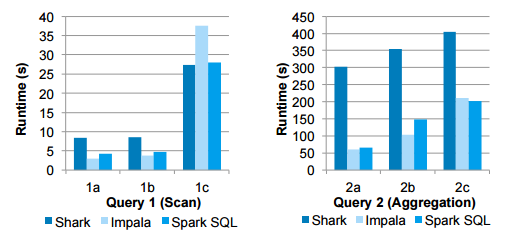 40
35
30
25
20
15
10
5
0
Runtime (s)
1a 1b 1c
Query 1 (Scan)
Shark Impala Spark SQL
450
400
350
300
250
200
150
100
50
0
Runtime (s)
2a 2b 2c
Query 2 (Aggregation)
Shark Impala Spark SQL